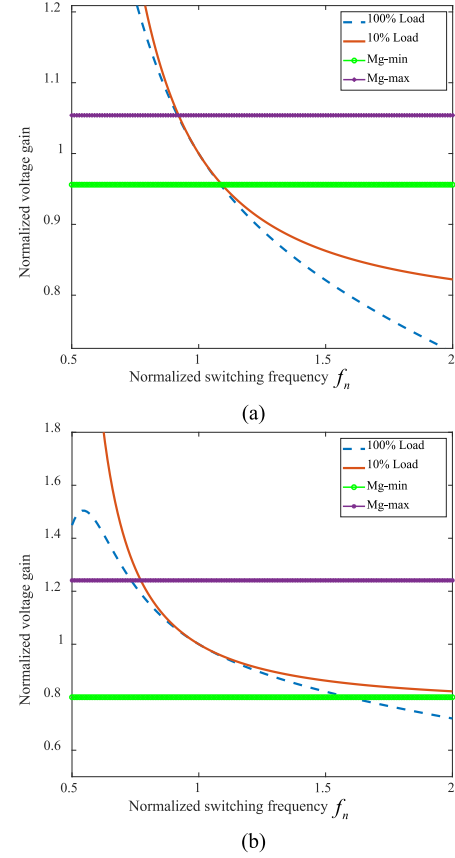 1.2
1.1
1
0.9
0.8
Normalized voltage gain
100% Load
10% Load
Mg-min
Mg-max
0.5
1
1.5
2
Normalized switching frequency fn
(a)
1.8
1.6
1.4
1.2
1
0.8
0.6
Normalized voltage gain
100% Load
10% Load
Mg-min
Mg-max
0.5
1
1.5
2
Normalized switching frequency fn
(b)